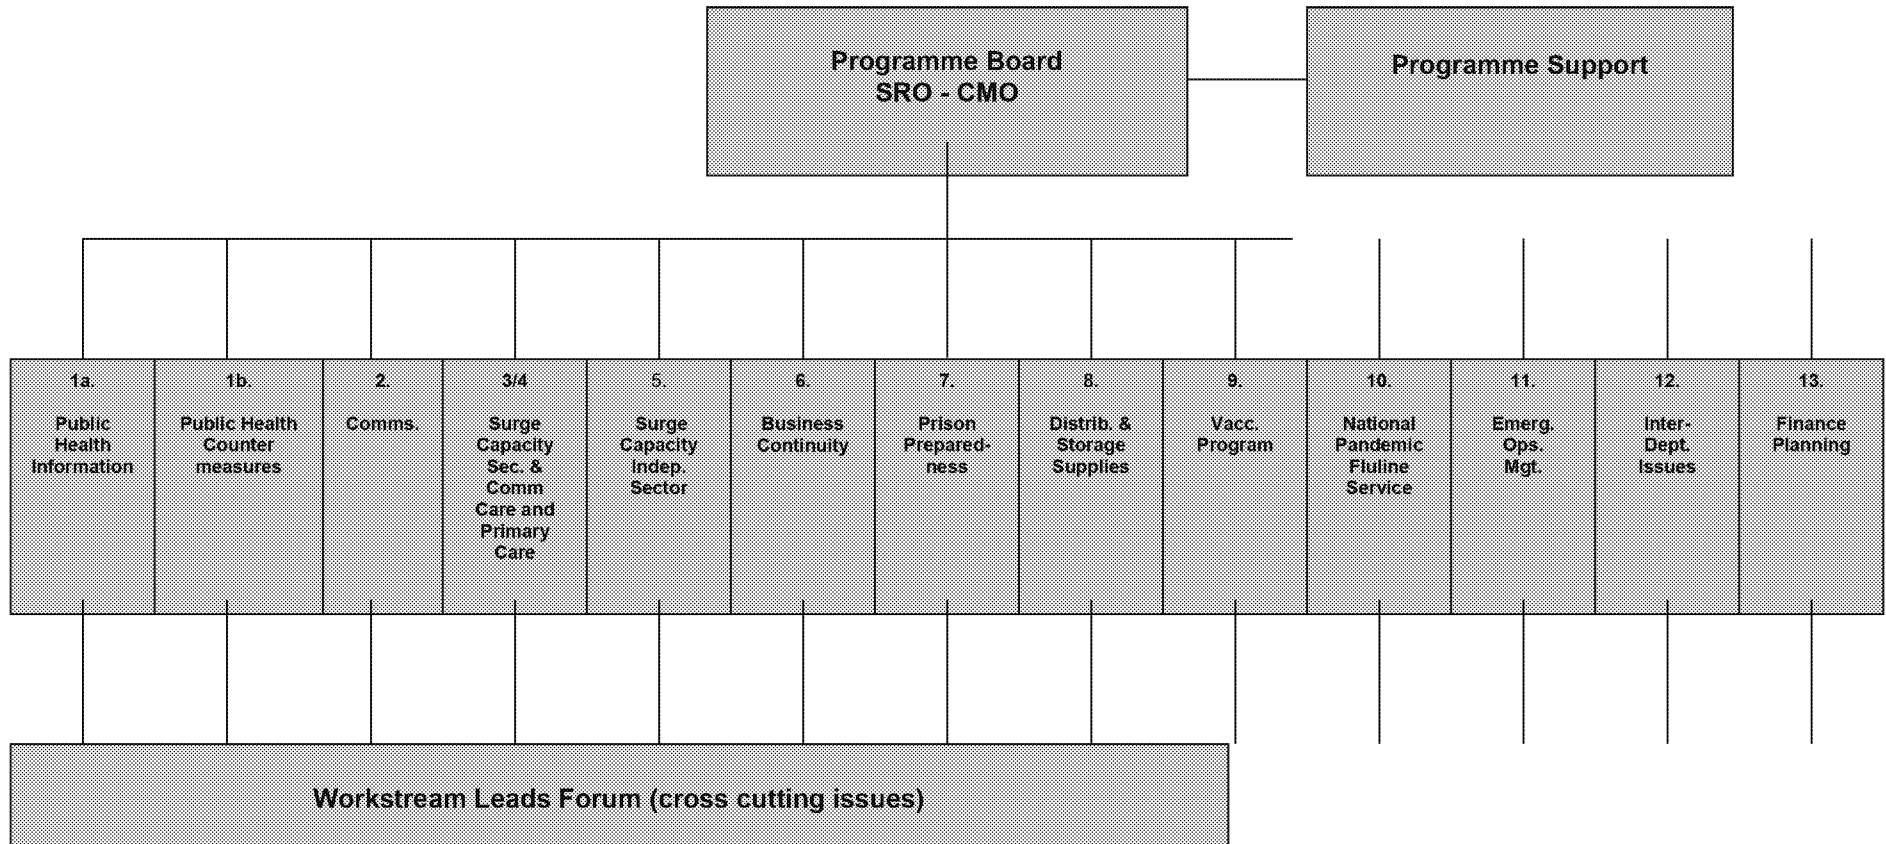 Programme Board
SRO - CMO
Programme Support
1a.
Public
Health
Information
1b.
Public Health
Counter
measures
2.
Comms.
3/4
Surge
Capacity
Sec. &
Comm
Care and
Primary
Care
5.
Surge
Capacity
Indep.
Sector
6.
Business
Continuity
7.
Prison
Prepared-
ness
8.
Distrib. &
Storage
Supplies
9.
Vacc.
Program
10.
National
Pandemic
Fluline
Service
11.
Emerg.
Ops.
Mgt.
12.
Inter-
Dept.
Issues
13.
Finance
Planning
Workstream Leads Forum (cross cutting issues)